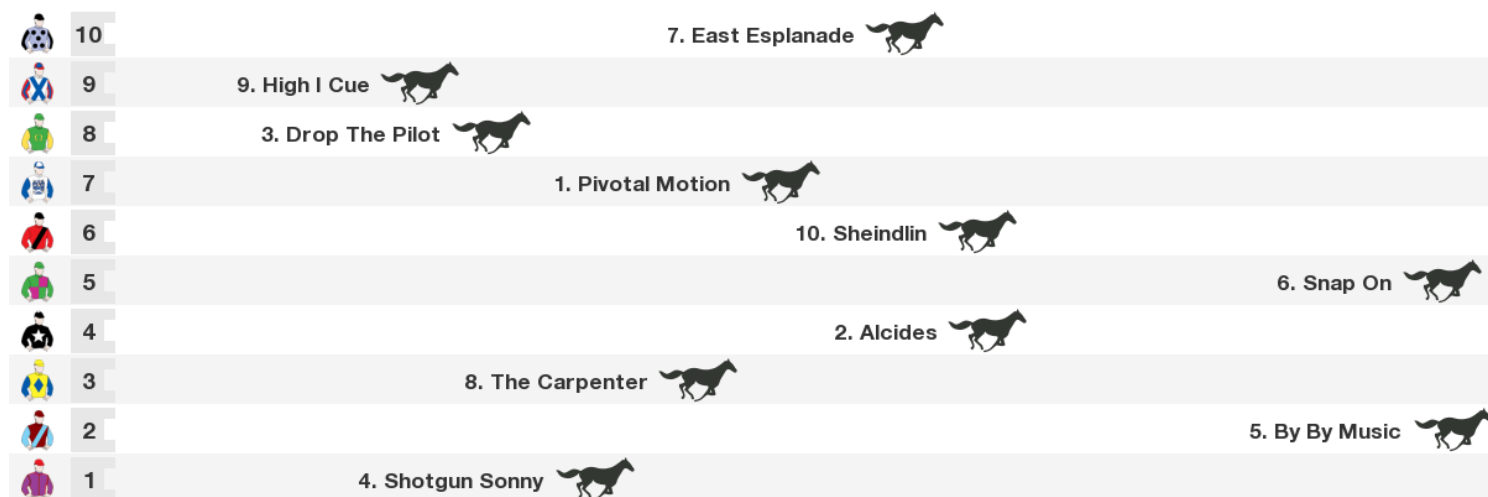 10 7. East Esplanade
9 9. High I Cue
8 3. Drop The Pilot
7 1. Pivotal Motion
6 10. Sheindlin
5 6. Snap On
4 2. Alcides
3 8. The Carpenter
2 5. By By Music
1 4. Shotgun Sonny